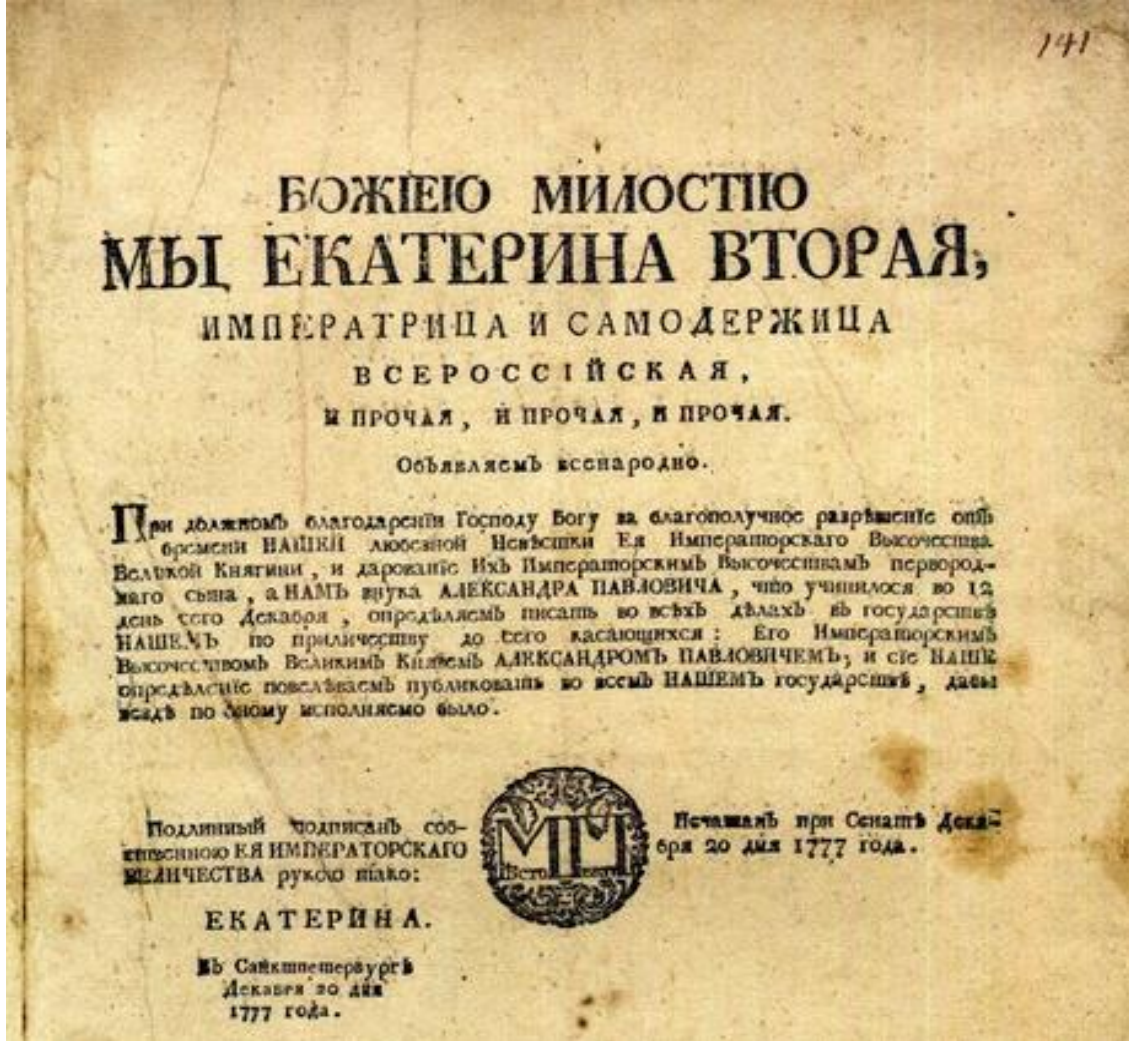 141
БОЖІЕЮ МИЛОСТІЮ
МЫ ЕКАТЕРИНА ВТОРАЯ,
ИМПЕРАТРИЦА И САМОДЕРЖИЦА
ВСЕРОССІЙСКАЯ,
И ПРОЧАЯ, И ПРОЧАЯ, И ПРОЧАЯ.
Объявляемъ всенародно.
При должномъ благодареніи Господу Богу за благополучное разрѣшеніе отъ
бремени НАШЕЙ любезной Невѣстки Ея Императорскаго Высочества
Великой Княгини, и дарованіе Ихъ Императорскимъ Высочествамъ первород-
наго сына, а НАМЪ внука АЛЕКСАНДРА ПАВЛОВИЧА, что учинилося во 12
день сего Декабря, опредѣляемъ писать во всѣхъ дѣлахъ въ государствѣ
НАШЕМЪ по приличеству до сего касающихся: Его Императорскимъ
Высочествомъ Великимъ Княземъ АЛЕКСАНДРОМЪ ПАВЛОВИЧЕМЪ; и сіе НАШЕ
опредѣленіе повелѣваемъ публиковать во всемъ НАШЕМЪ государствѣ, дабы
вездѣ по оному исполняемо было.
Подлинный подписанъ соб-
ственною ЕЯ ИМПЕРАТОРСКАГО
ВЕЛИЧЕСТВА рукою тако:
ЕКАТЕРИНА.
Въ Санктпетербургѣ
Декабря 20 дня
1777 года.
МП
Печатанъ при Сенатѣ Дека-
бря 20 дня 1777 года.